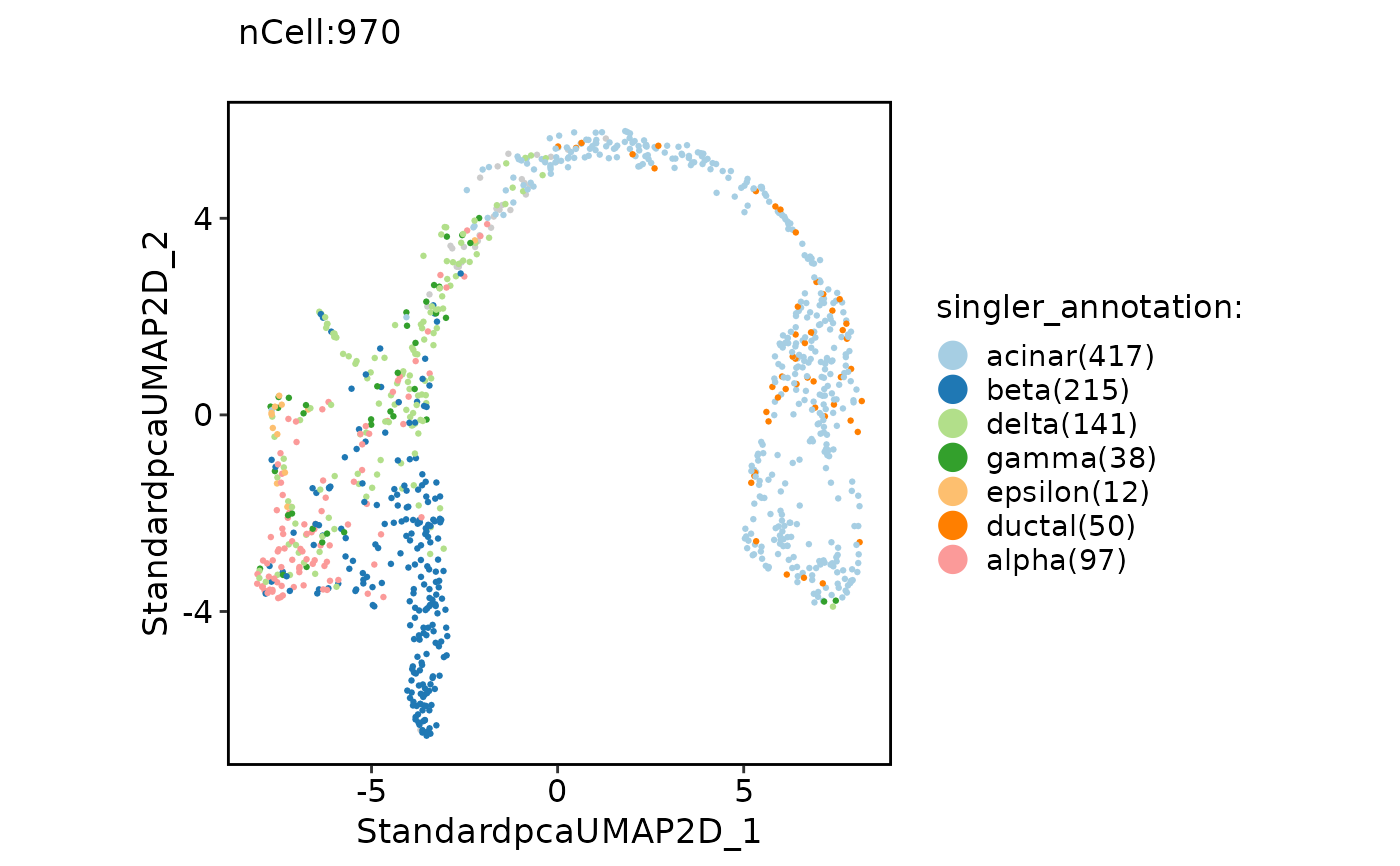 nCell:970
StandardpcaUMAP2D_2
4
0
-4
-5
0
5
StandardpcaUMAP2D_1
singler_annotation:
acinar(417)
beta(215)
delta(141)
gamma(38)
epsilon(12)
ductal(50)
alpha(97)